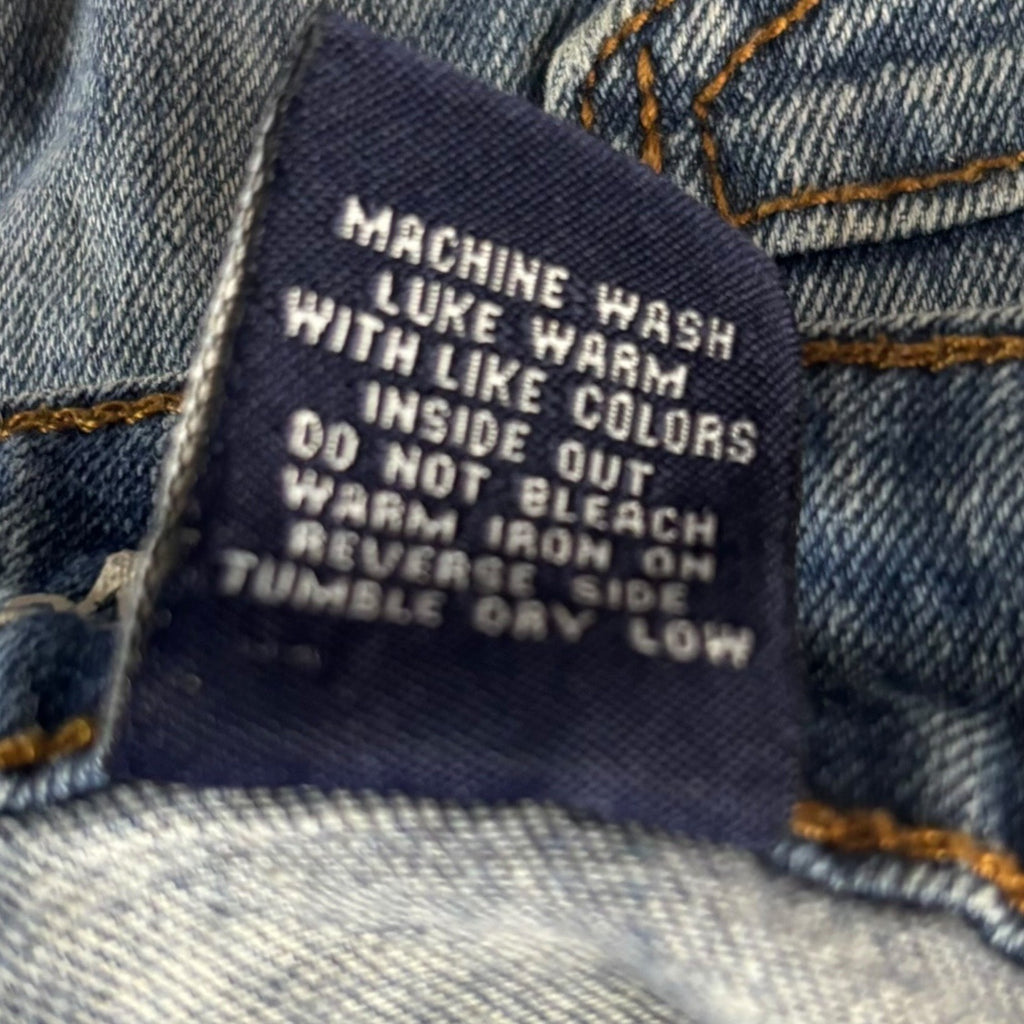 MACHINE WASH
LUKE WARM
WITH LIKE COLORS
INSIDE OUT
DO NOT BLEACH
WARM IRON ON
REVERSE SIDE
TUMBLE DRY LOW